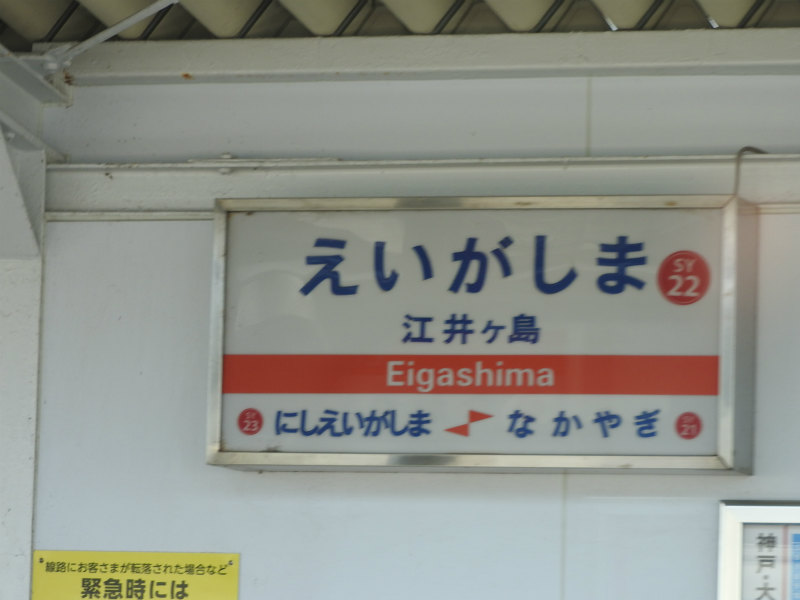 えいがしま
SY
22
江井ヶ島
Eigashima
SY
23
にしえいがしま
なかやぎ
SY
21
線路にお客さまが転落された場合など
緊急時には
神戸・大